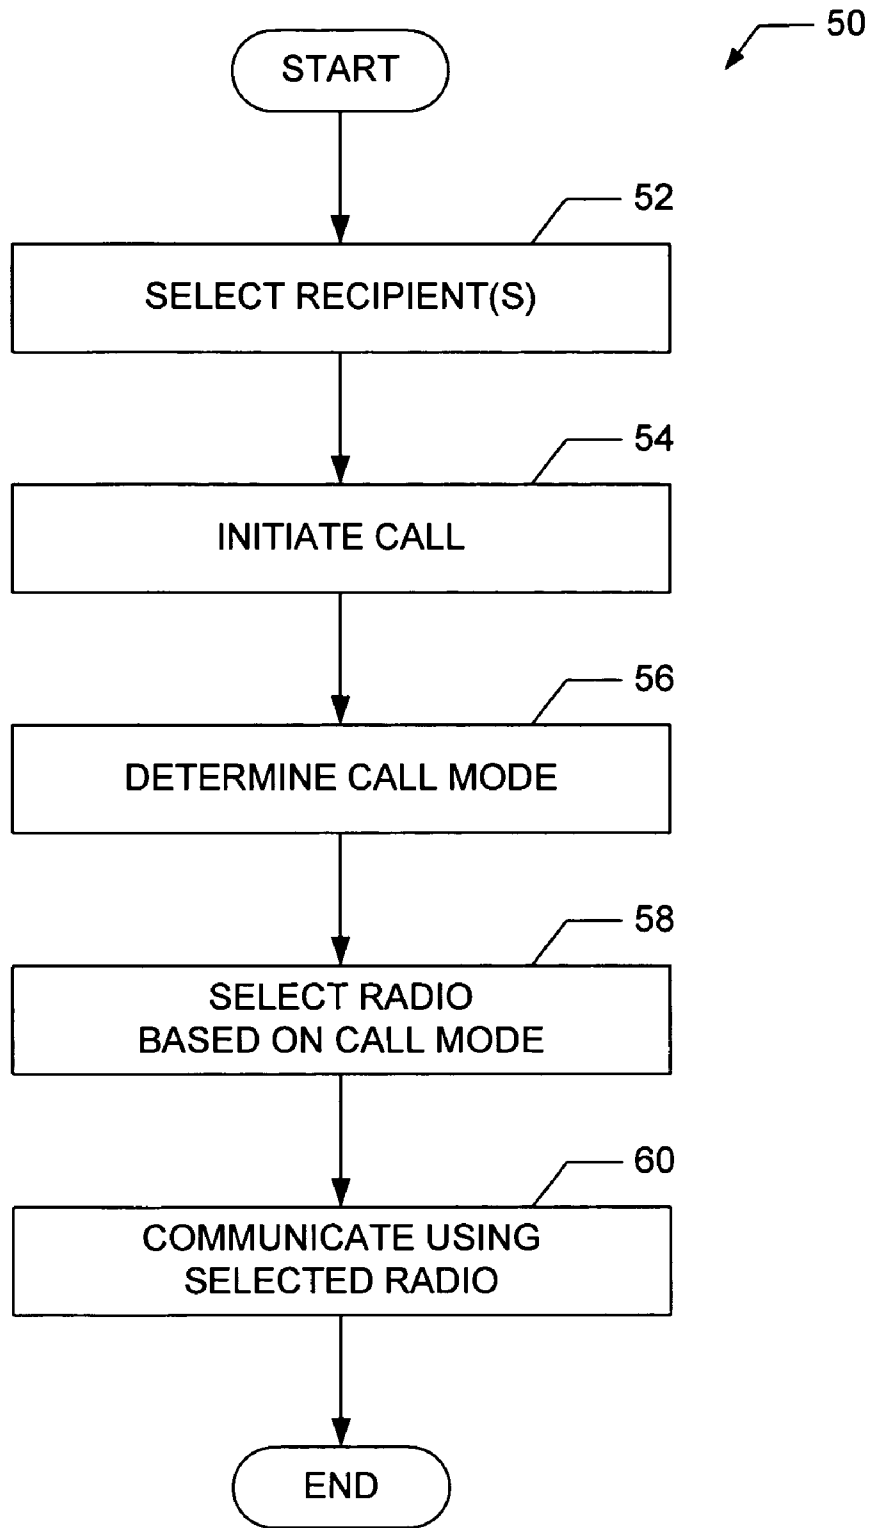 50
START
52
SELECT RECIPIENT(S)
54
INITIATE CALL
56
DETERMINE CALL MODE
58
SELECT RADIO
BASED ON CALL MODE
60
COMMUNICATE USING
SELECTED RADIO
END